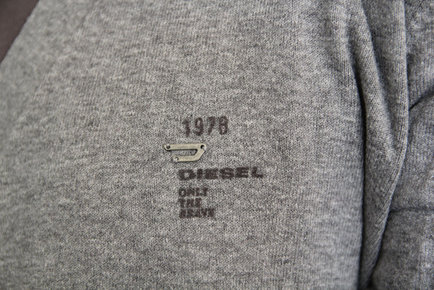 1978
DIESEL
ONLY
THE
BRAVE